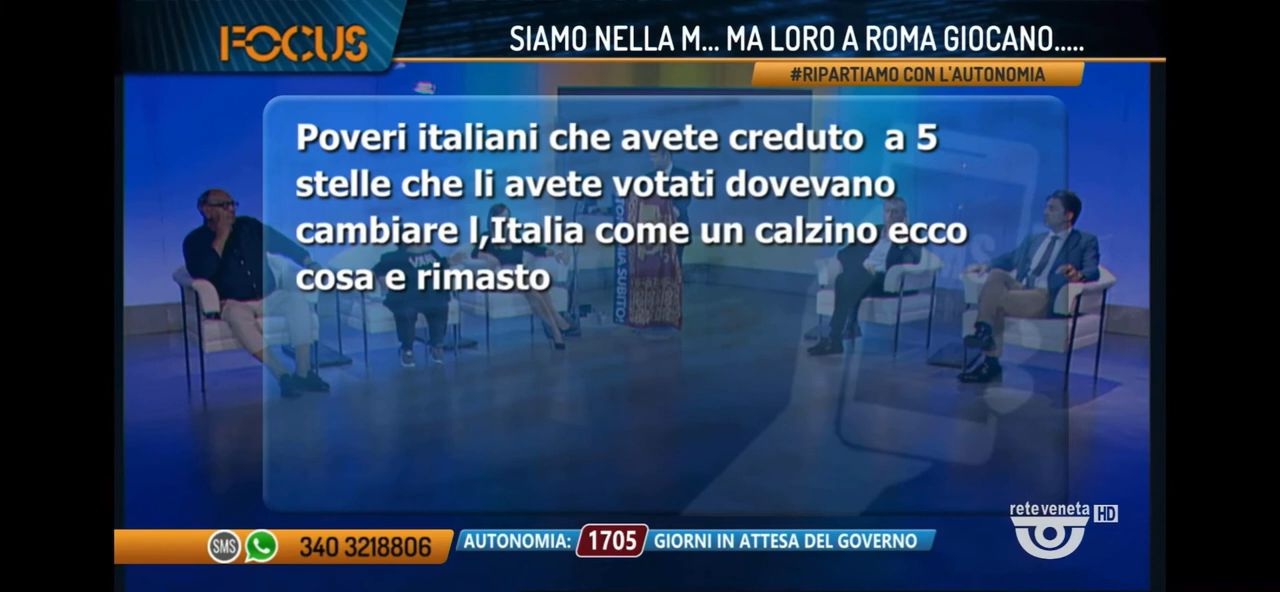 FOCUS
SIAMO NELLA M... MA LORO A ROMA GIOCANO.....
#RIPARTIAMO CON L'AUTONOMIA
Poveri italiani che avete creduto a 5
stelle che li avete votati dovevano
cambiare l,Italia come un calzino ecco
cosa e rimasto
reteveneta HD
SMS 340 3218806
AUTONOMIA: 1705 GIORNI IN ATTESA DEL GOVERNO